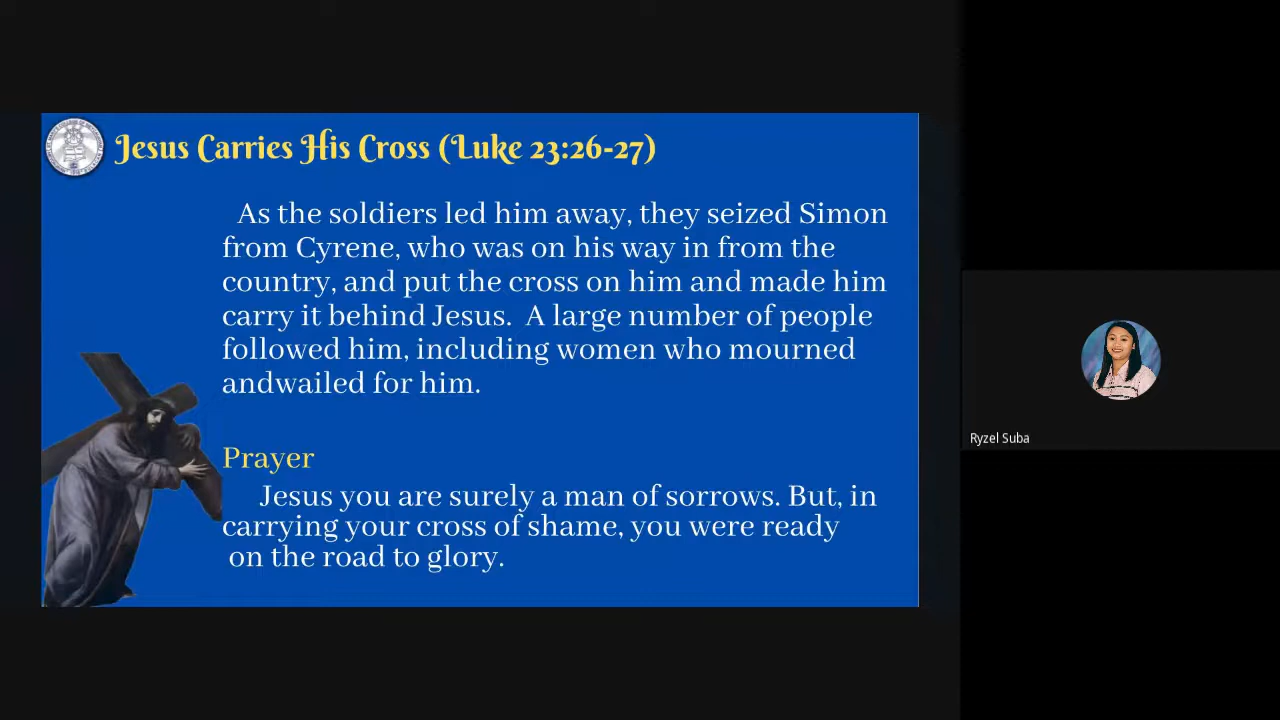 Jesus Carries His Cross (Luke 23:26-27)
As the soldiers led him away, they seized Simon
from Cyrene, who was on his way in from the
country, and put the cross on him and made him
carry it behind Jesus.  A large number of people
followed him, including women who mourned
andwailed for him.
Prayer
Jesus you are surely a man of sorrows. But, in
carrying your cross of shame, you were ready
on the road to glory.
Ryzel Suba